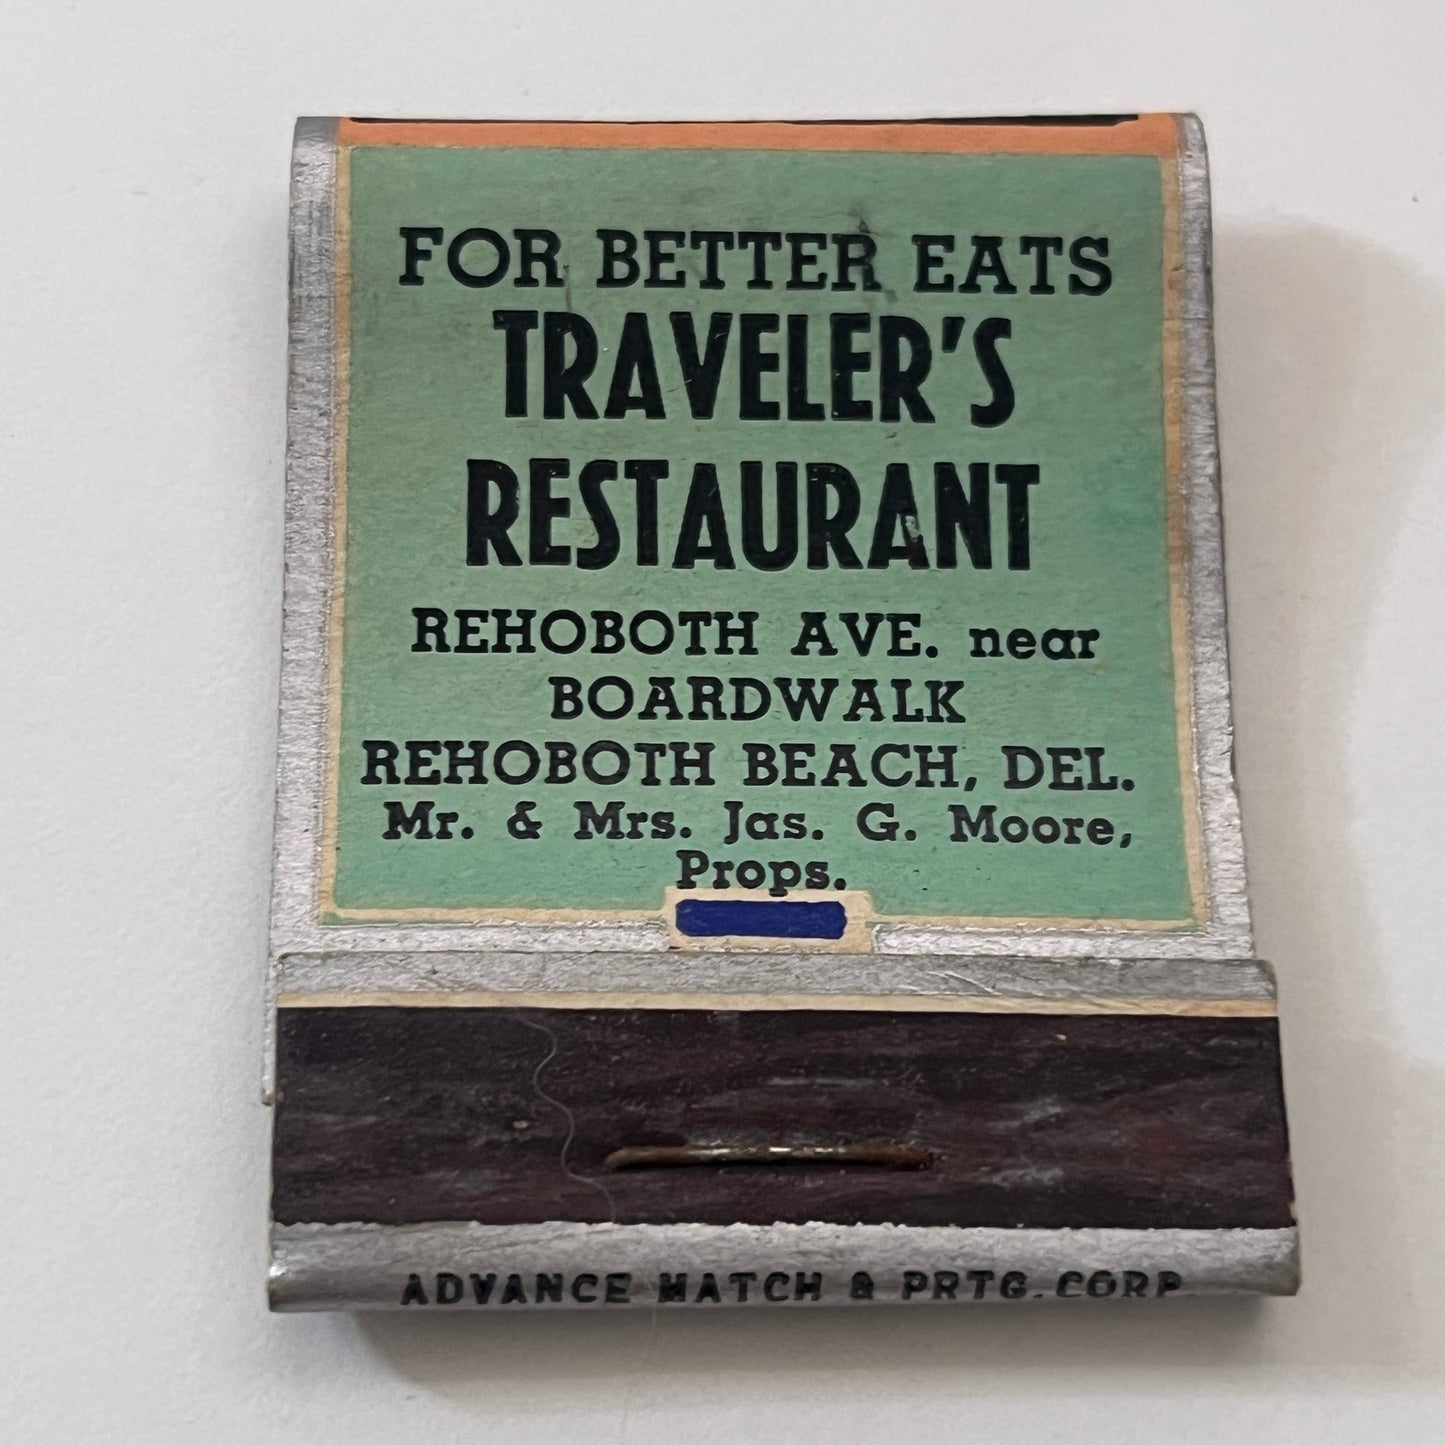 FOR BETTER EATS
TRAVELER'S
RESTAURANT
REHOBOTH AVE. near
BOARDWALK
REHOBOTH BEACH, DEL.
Mr. & Mrs. Jas. G. Moore,
Props.
ADVANCE MATCH & PRTG. CORP.